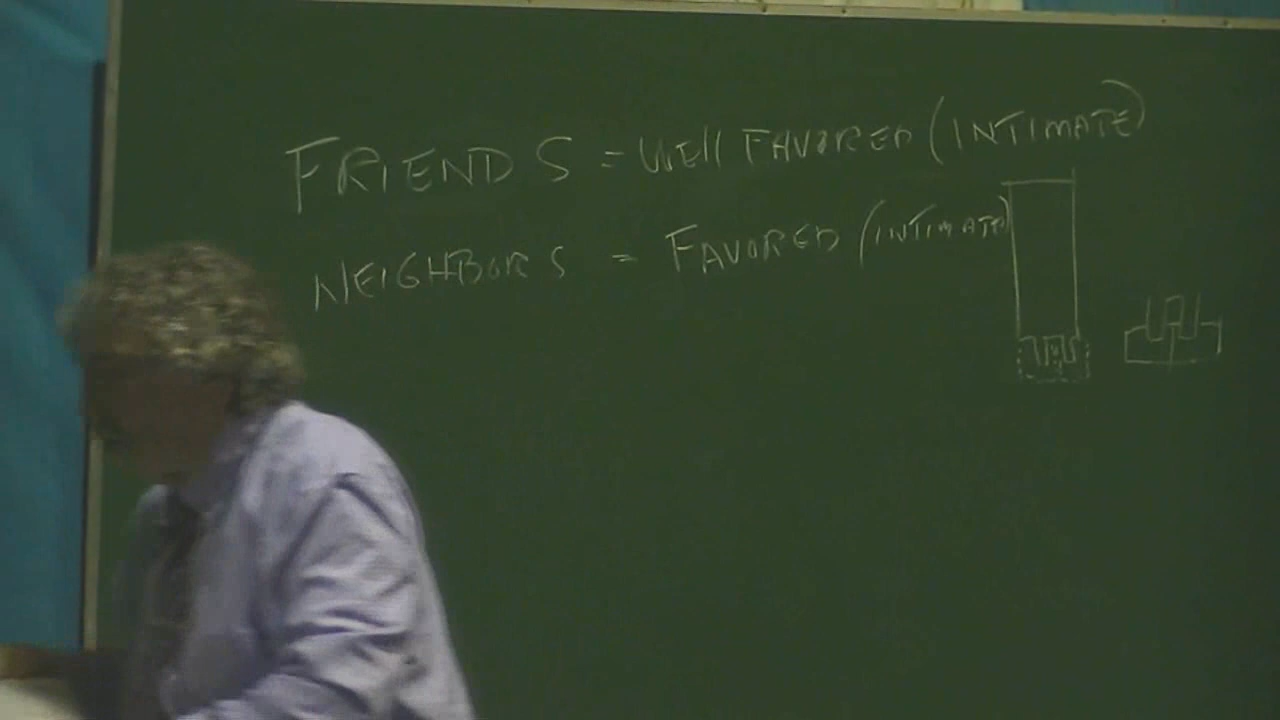 FRIENDS = WEll FAVORED (INTIMATE)
NEIGHBORS = FAVORED (INTIMATE)